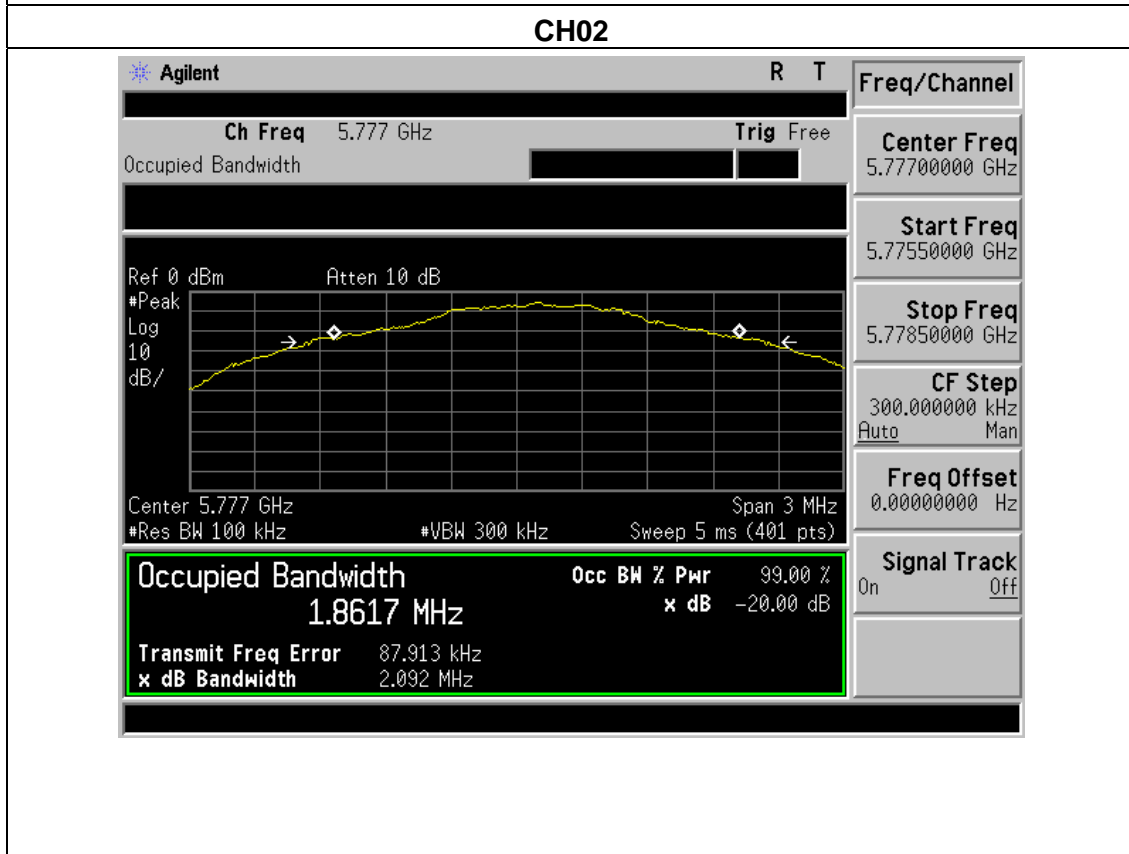 CH02
Agilent R T
Freq/Channel
Ch Freq 5.777 GHz Trig Free
Occupied Bandwidth
Center Freq
5.77700000 GHz
Start Freq
5.77550000 GHz
Ref 0 dBm Atten 10 dB
#Peak
Log
10
dB/
Stop Freq
5.77850000 GHz
CF Step
300.000000 kHz
Auto Man
Center 5.777 GHz Span 3 MHz
#Res BW 100 kHz #VBW 300 kHz Sweep 5 ms (401 pts)
Freq Offset
0.00000000 Hz
Occupied Bandwidth Occ BW % Pwr 99.00 %
1.8617 MHz x dB -20.00 dB
Transmit Freq Error 87.913 kHz
x dB Bandwidth 2.092 MHz
Signal Track
On Off